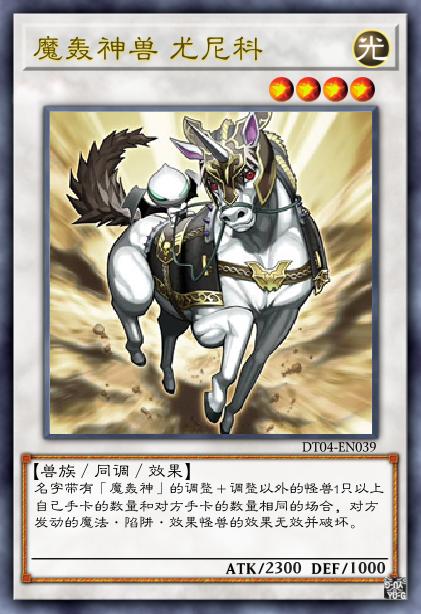 魔轰神兽 尤尼科
光
DT04-EN039
【兽族／同调／效果】
名字带有「魔轰神」的调整＋调整以外的怪兽1只以上
自己手卡的数量和对方手卡的数量相同的场合，对方
发动的魔法·陷阱·效果怪兽的效果无效并破坏。
ATK/2300 DEF/1000